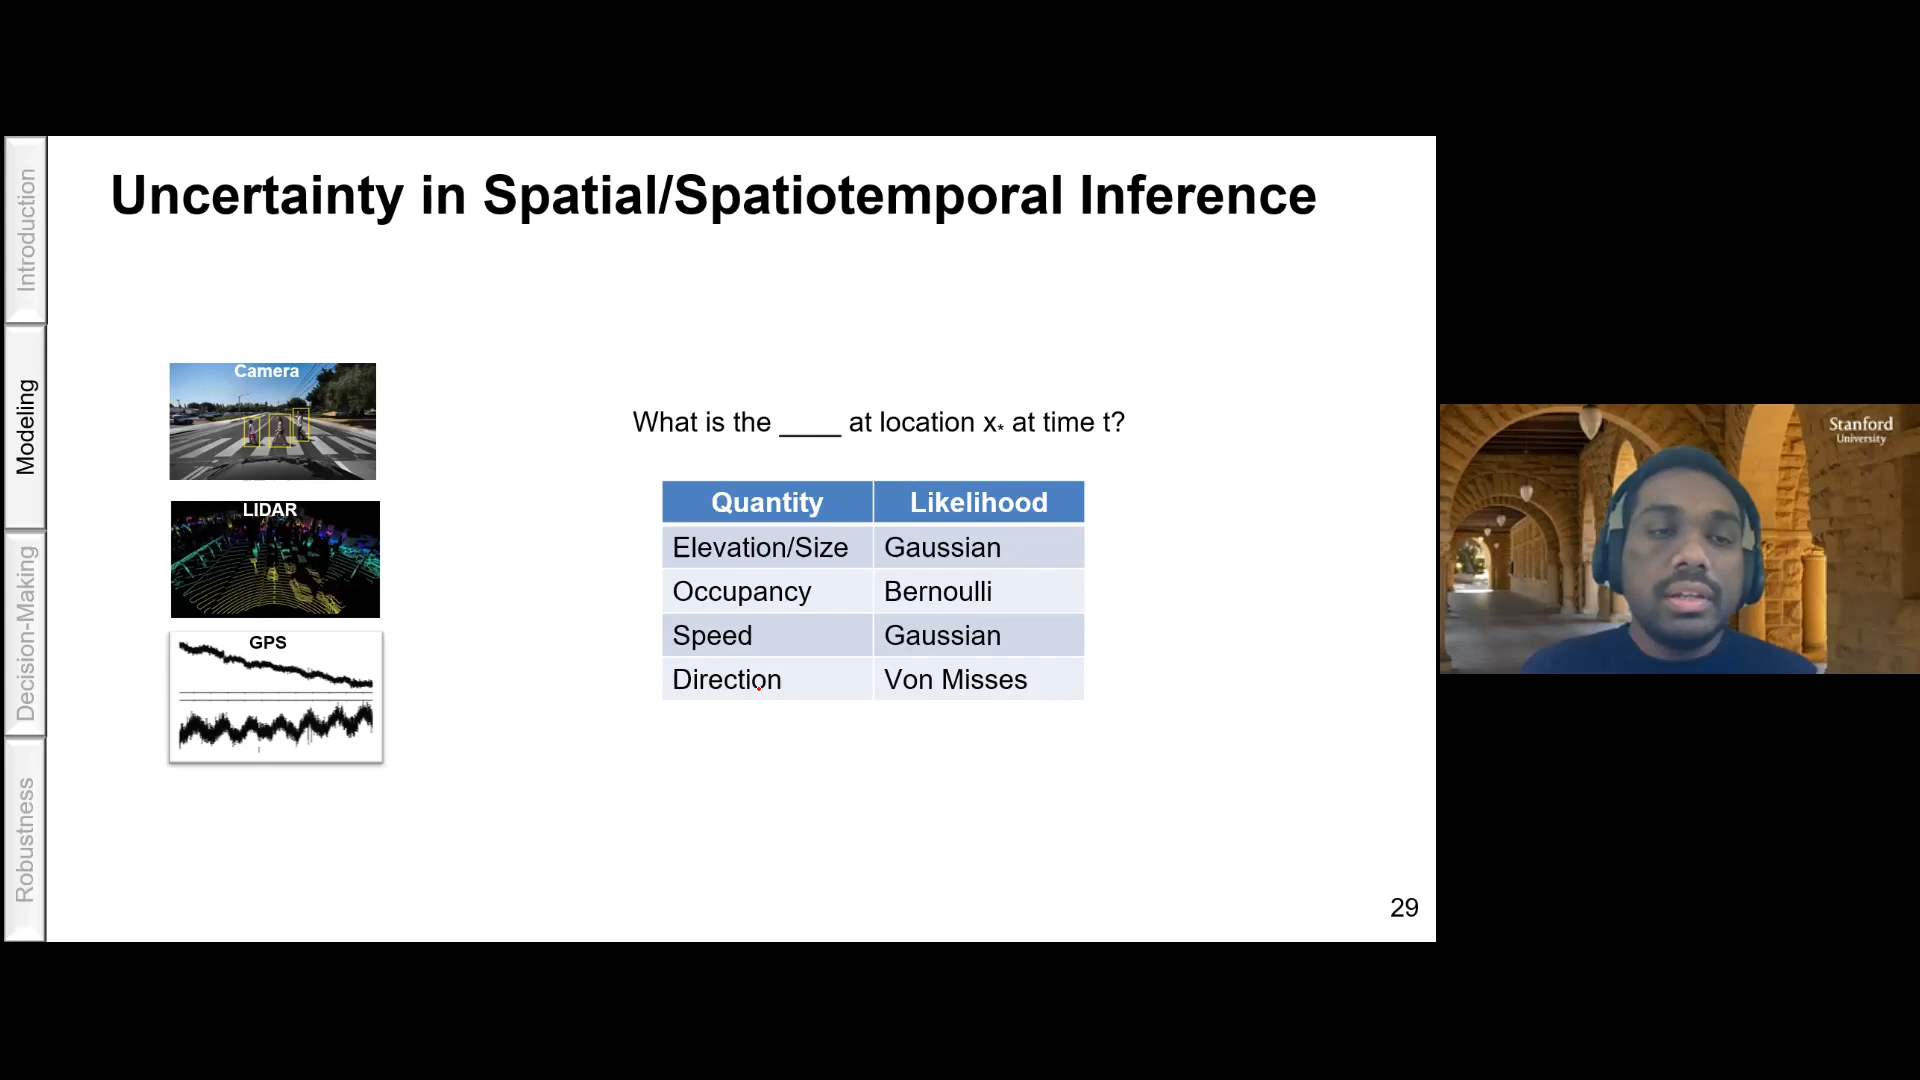 Uncertainty in Spatial/Spatiotemporal Inference
Introduction
Modeling
Decision-Making
Robustness
Camera
LIDAR
GPS
What is the ____ at location x* at time t?
Quantity Likelihood
Elevation/Size Gaussian
Occupancy Bernoulli
Speed Gaussian
Direction Von Misses
29
Stanford
University